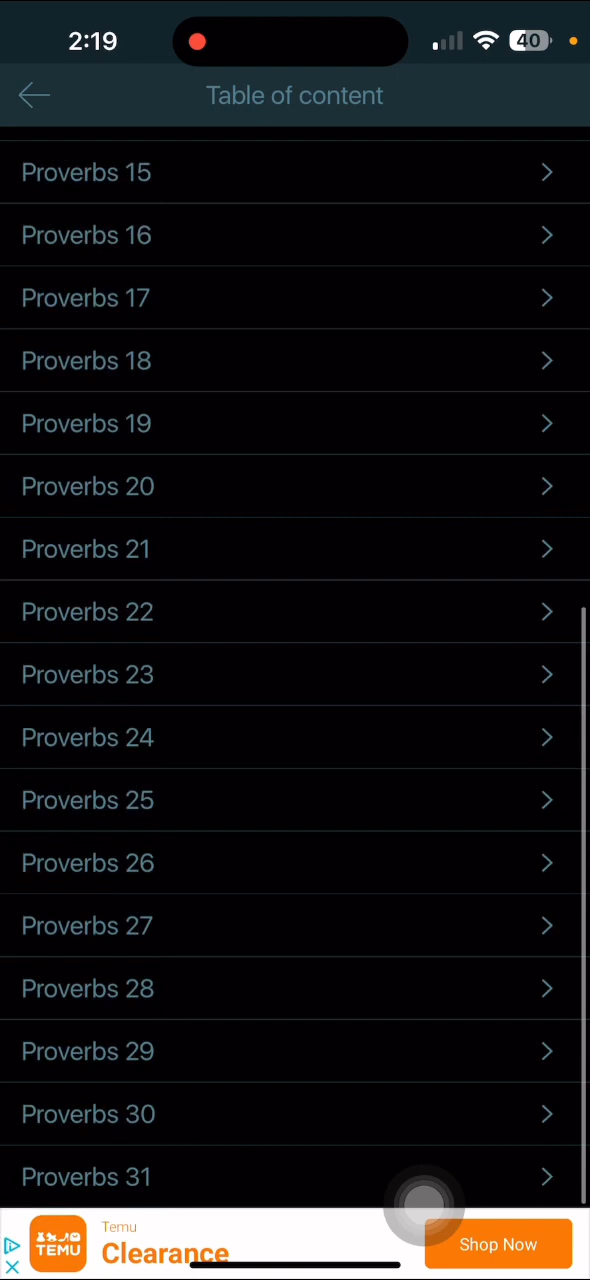 2:19
40
Table of content
Proverbs 15
Proverbs 16
Proverbs 17
Proverbs 18
Proverbs 19
Proverbs 20
Proverbs 21
Proverbs 22
Proverbs 23
Proverbs 24
Proverbs 25
Proverbs 26
Proverbs 27
Proverbs 28
Proverbs 29
Proverbs 30
Proverbs 31
TEMU
Temu
Clearance
Shop Now